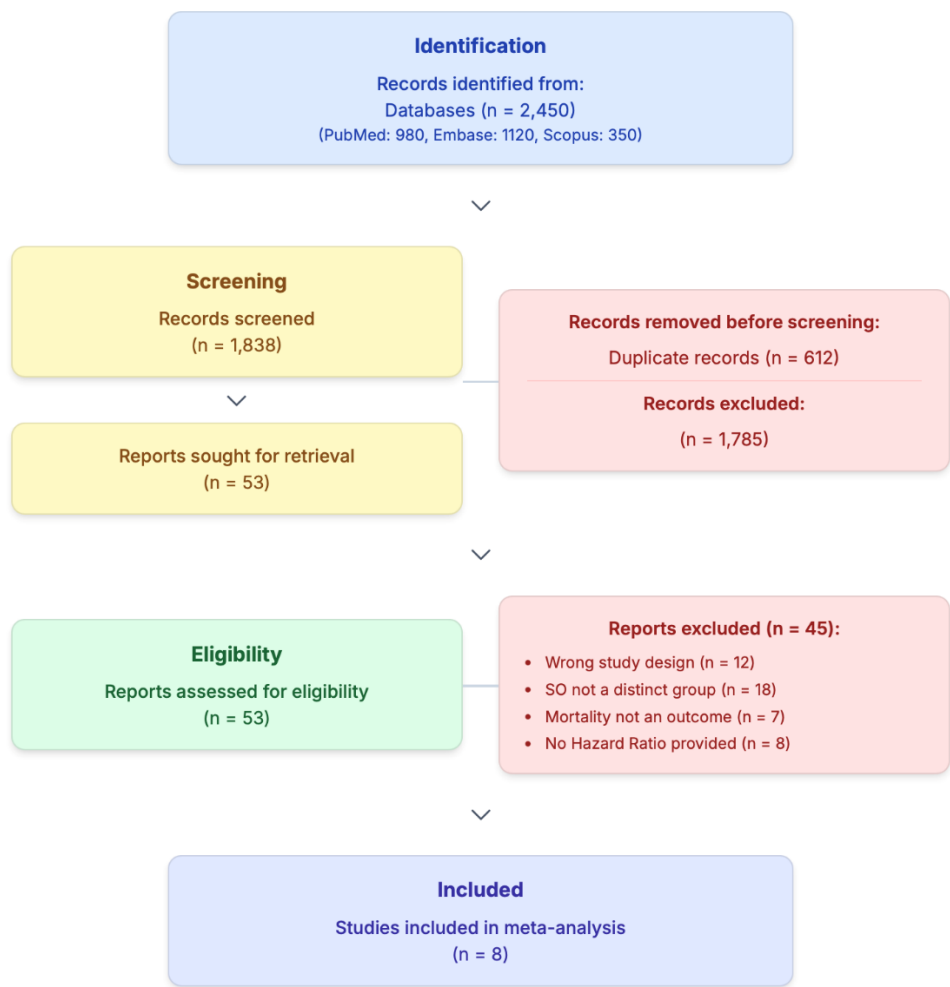 Identification
Records identified from:
Databases (n = 2,450)
(PubMed: 980, Embase: 1120, Scopus: 350)
Screening
Records screened
(n = 1,838)
Records removed before screening:
Duplicate records (n = 612)
Records excluded:
(n = 1,785)
Reports sought for retrieval
(n = 53)
Eligibility
Reports assessed for eligibility
(n = 53)
Reports excluded (n = 45):
• Wrong study design (n = 12)
• SO not a distinct group (n = 18)
• Mortality not an outcome (n = 7)
• No Hazard Ratio provided (n = 8)
Included
Studies included in meta-analysis
(n = 8)